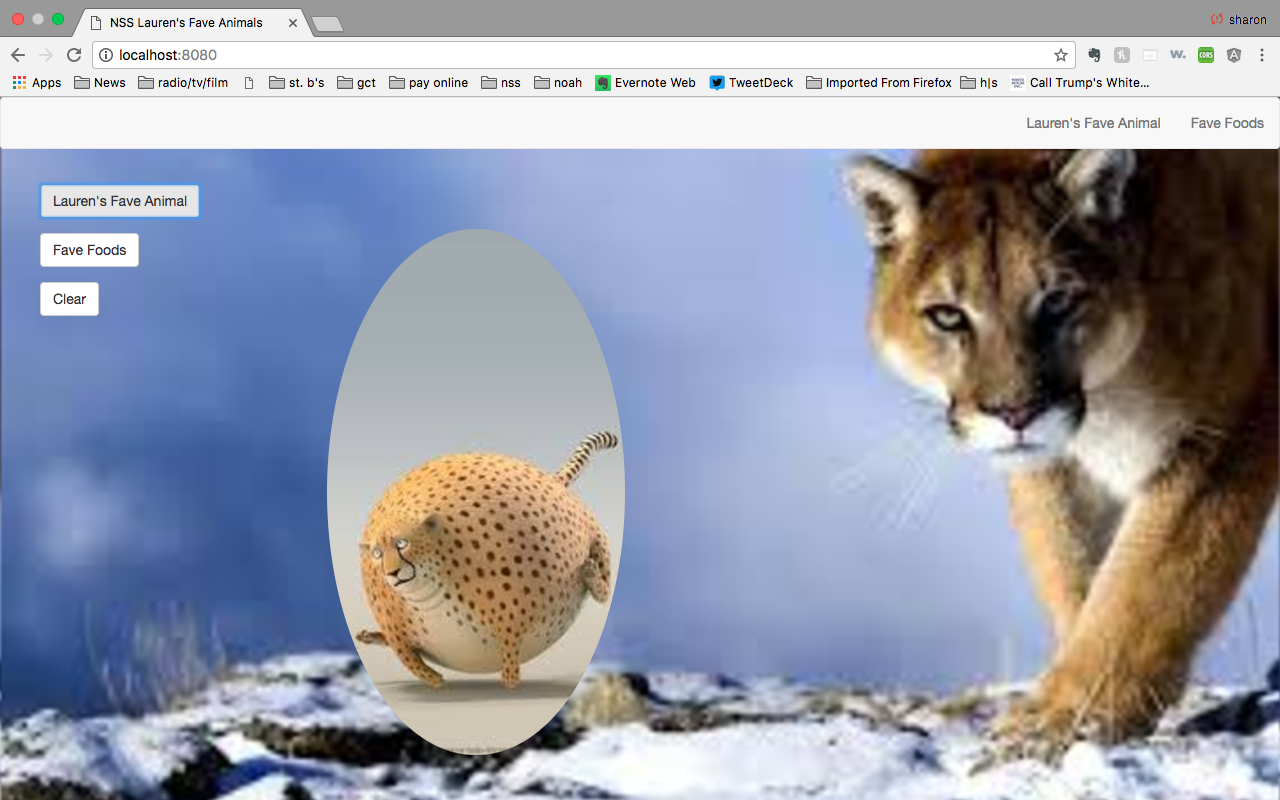 NSS Lauren's Fave Animals
sharon
localhost:8080
CORS
Apps News radio/tv/film st. b's gct pay online nss noah Evernote Web TweetDeck Imported From Firefox h|s Call Trump's White...
Lauren's Fave Animal Fave Foods
Lauren's Fave Animal
Fave Foods
Clear